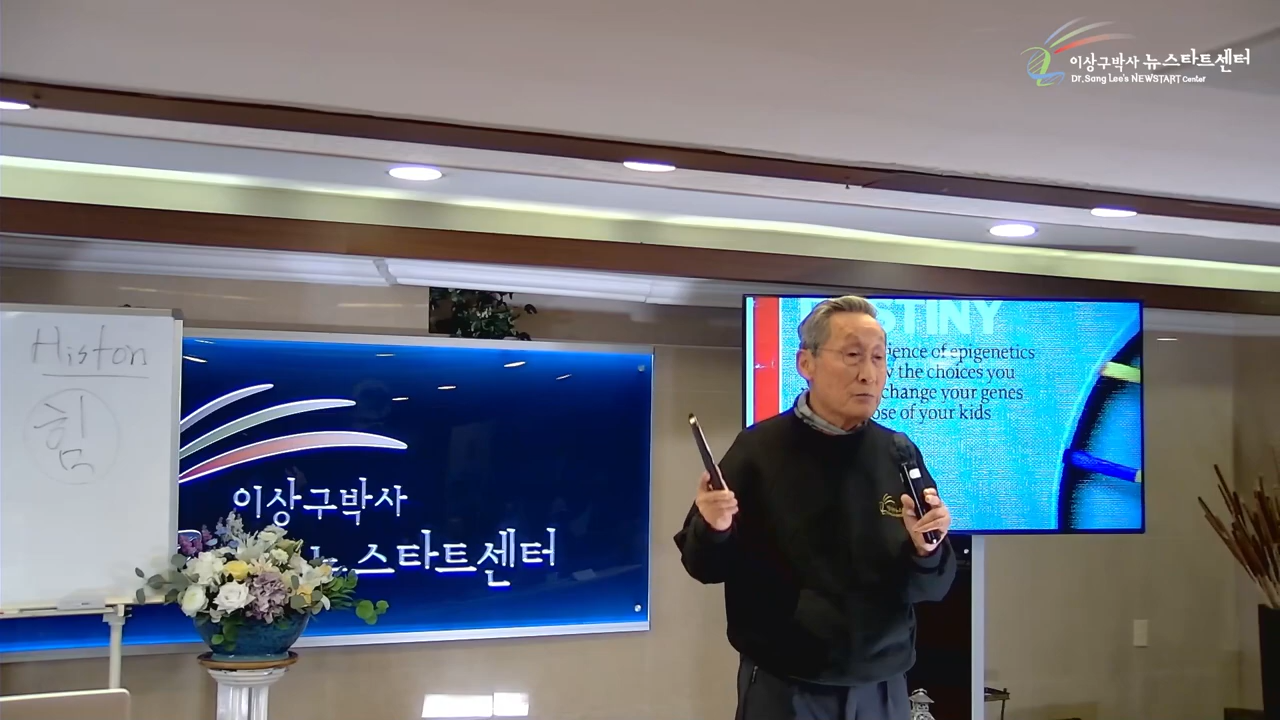 이상구박사 뉴스타트센터
Dr. Sang Lee's NEWSTART Center
Histon
힘
이상구박사
스타트센터
STINY
ience of epigenetics
the choices you
change your genes
ose of your kids